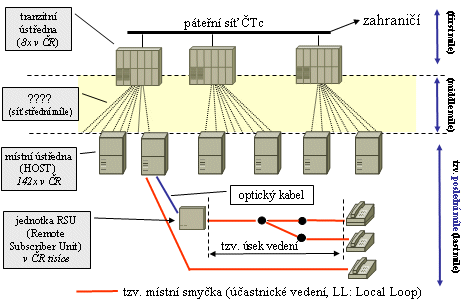 tranzitní
ústředna
(8x v ČR)
páteřní síť ČTc
zahraničí
(first mile)
????
(síť střední míle)
(middle mile)
místní ústředna
(HOST)
142x v ČR
optický kabel
jednotka RSU
(Remote
Subscriber Unit)
v ČR tisíce
tzv. úsek vedení
tzv. poslední míle (last mile)
tzv. místní smyčka (účastnické vedení, LL: Local Loop)